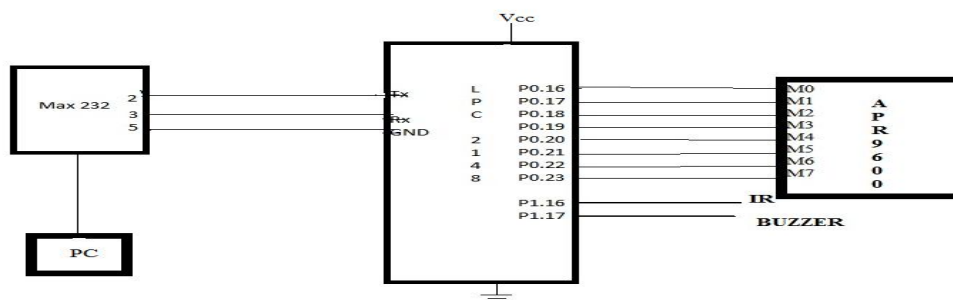 Vcc
Max 232
2
3
5
Tx
Rx
GND
L
P
C
2
1
4
8
P0.16
P0.17
P0.18
P0.19
P0.20
P0.21
P0.22
P0.23
P1.16
P1.17
M0
M1
M2
M3
M4
M5
M6
M7
A
P
R
9
6
0
0
IR
BUZZER
PC